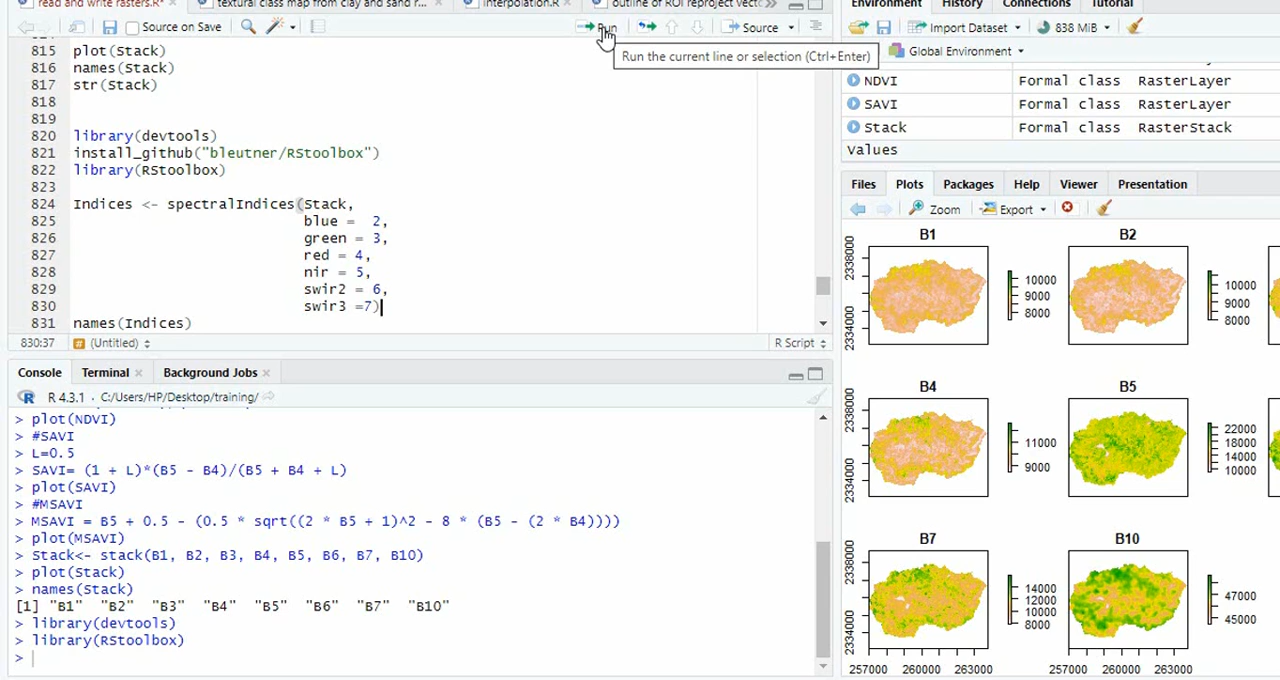 read and write rasters.R*
textural class map from clay and sand r...
interpolation.R
outline of ROI reproject vect
Source on Save
Run
Source
Run the current line or selection (Ctrl+Enter)
815 plot(Stack)
816 names(Stack)
817 str(Stack)
818
819
820 library(devtools)
821 install_github("bleutner/RStoolbox")
822 library(RStoolbox)
823
824 Indices <- spectralIndices(Stack,
825 blue = 2,
826 green = 3,
827 red = 4,
828 nir = 5,
829 swir2 = 6,
830 swir3 =7)
831 names(Indices)
830:37 # (Untitled) R Script
Console Terminal Background Jobs
R 4.3.1 · C:/Users/HP/Desktop/training/
> plot(NDVI)
> #SAVI
> L=0.5
> SAVI= (1 + L)*(B5 - B4)/(B5 + B4 + L)
> plot(SAVI)
> #MSAVI
> MSAVI = B5 + 0.5 - (0.5 * sqrt((2 * B5 + 1)^2 - 8 * (B5 - (2 * B4))))
> plot(MSAVI)
> Stack<- stack(B1, B2, B3, B4, B5, B6, B7, B10)
> plot(Stack)
> names(Stack)
[1] "B1" "B2" "B3" "B4" "B5" "B6" "B7" "B10"
> library(devtools)
> library(RStoolbox)
>
Environment History Connections Tutorial
Import Dataset 838 MiB
Global Environment
NDVI Formal class RasterLayer
SAVI Formal class RasterLayer
Stack Formal class RasterStack
Values
Files Plots Packages Help Viewer Presentation
Zoom Export
B1 B2
2338000
2334000
10000
9000
8000
10000
9000
8000
B4 B5
2338000
2334000
11000
9000
22000
18000
14000
10000
B7 B10
2338000
2334000
14000
12000
10000
8000
47000
45000
257000 260000 263000
257000 260000 263000